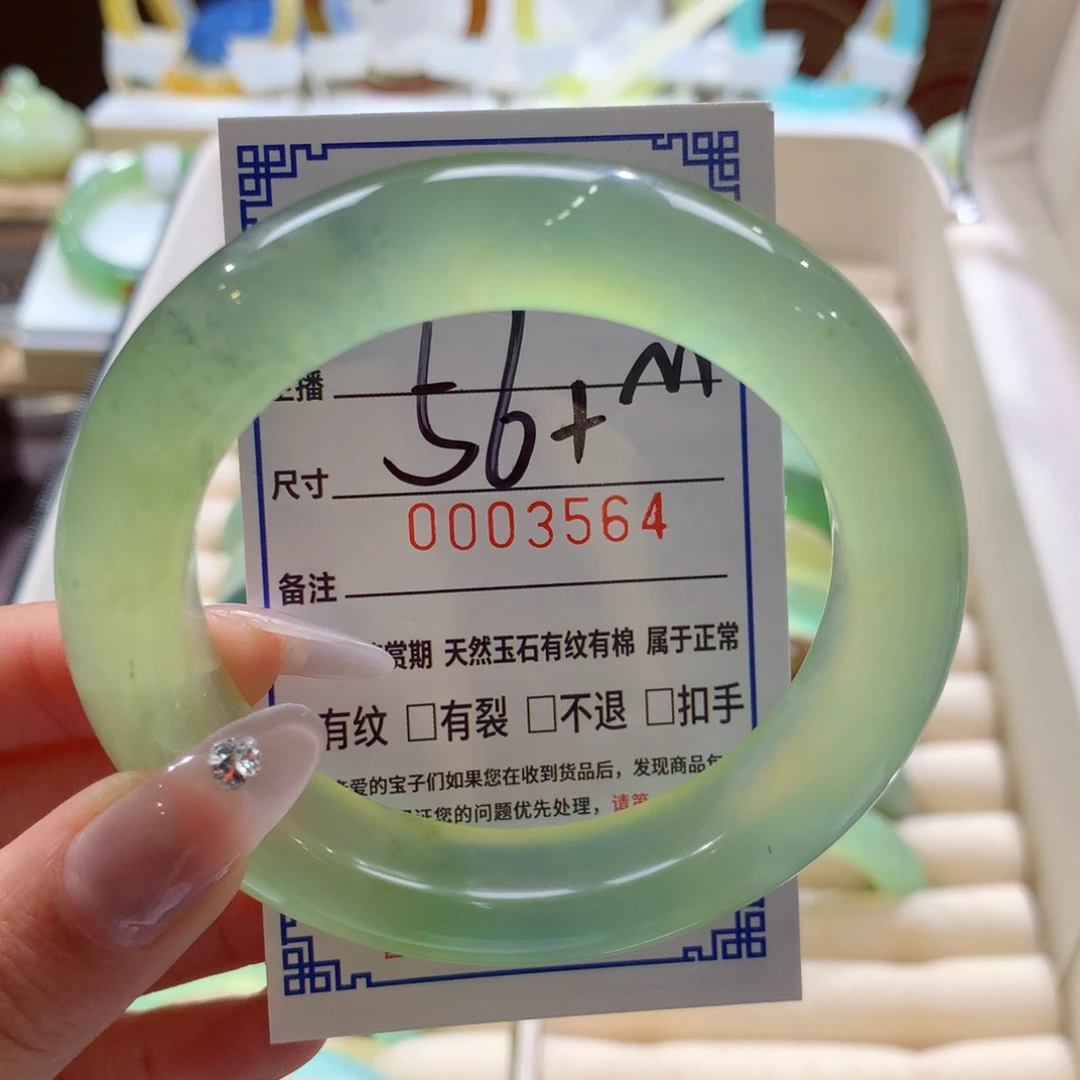 主播
56+ M
尺寸
0003564
备注
赏期 天然玉石有纹有棉 属于正常
有纹 □有裂 □不退 □扣手
亲爱的宝子们如果您在收到货品后，发现商品
证您的问题优先处理，请第